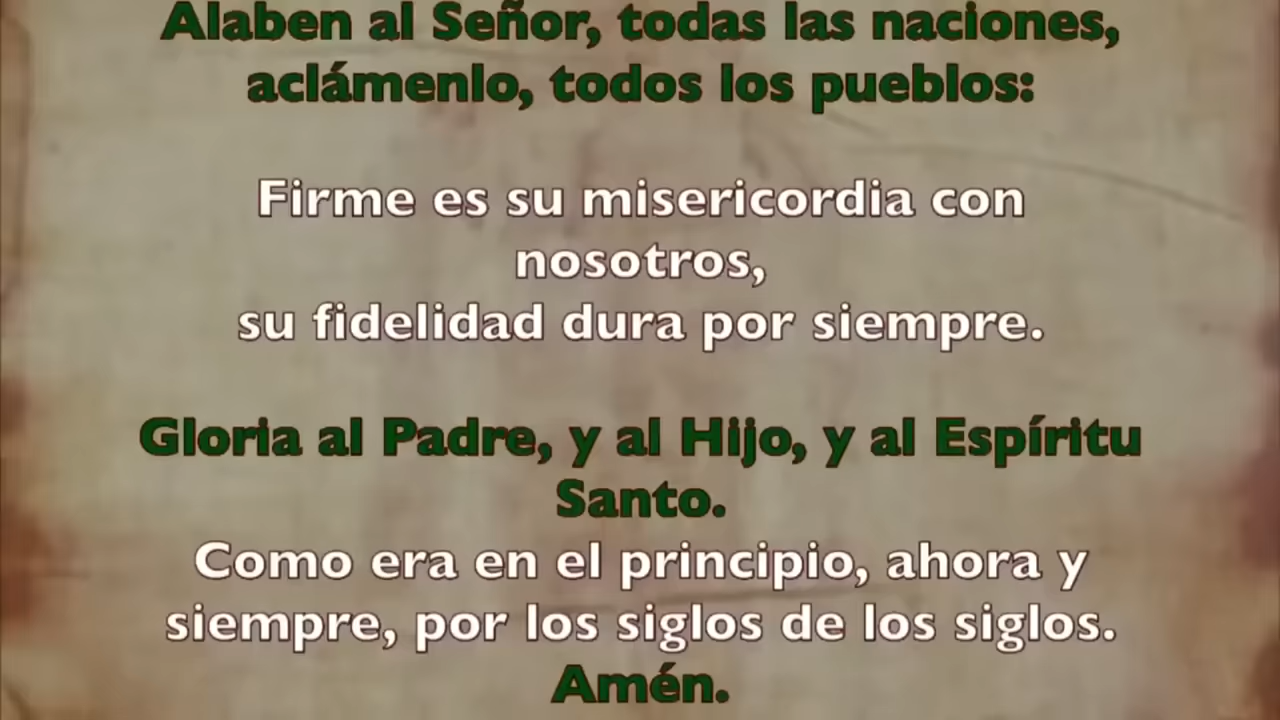 Alaben al Señor, todas las naciones,
aclámenlo, todos los pueblos:
Firme es su misericordia con
nosotros,
su fidelidad dura por siempre.
Gloria al Padre, y al Hijo, y al Espíritu
Santo.
Como era en el principio, ahora y
siempre, por los siglos de los siglos.
Amén.